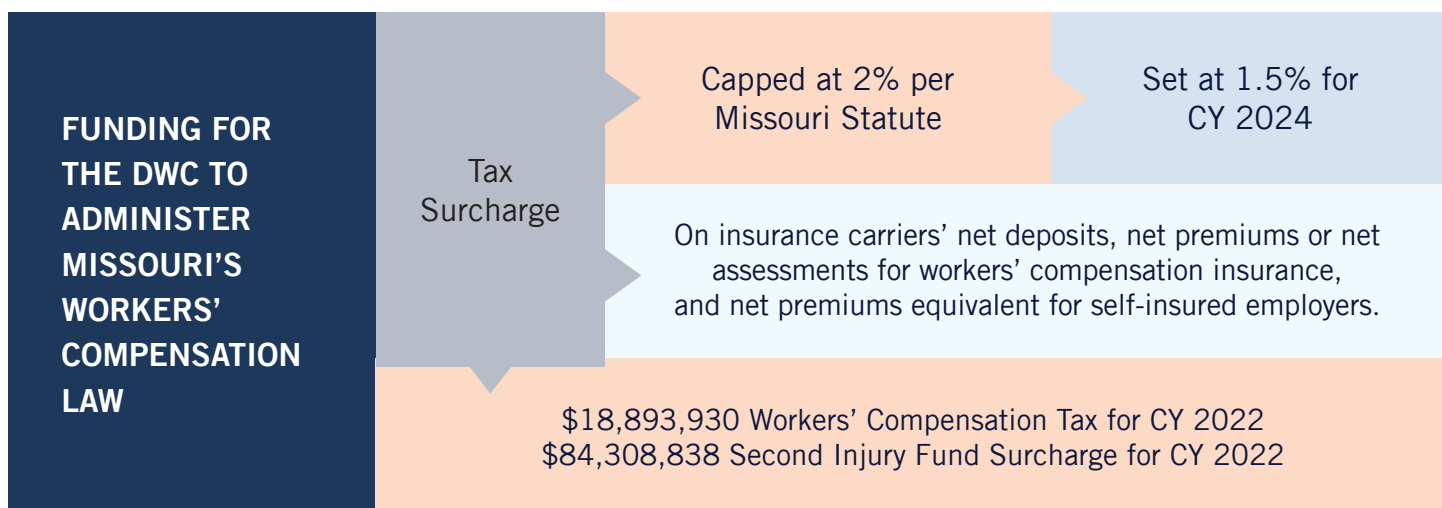 FUNDING FOR
THE DWC TO
ADMINISTER
MISSOURI’S
WORKERS’
COMPENSATION
LAW
Tax
Surcharge
Capped at 2% per
Missouri Statute
Set at 1.5% for
CY 2024
On insurance carriers’ net deposits, net premiums or net
assessments for workers’ compensation insurance,
and net premiums equivalent for self-insured employers.
$18,893,930 Workers’ Compensation Tax for CY 2022
$84,308,838 Second Injury Fund Surcharge for CY 2022